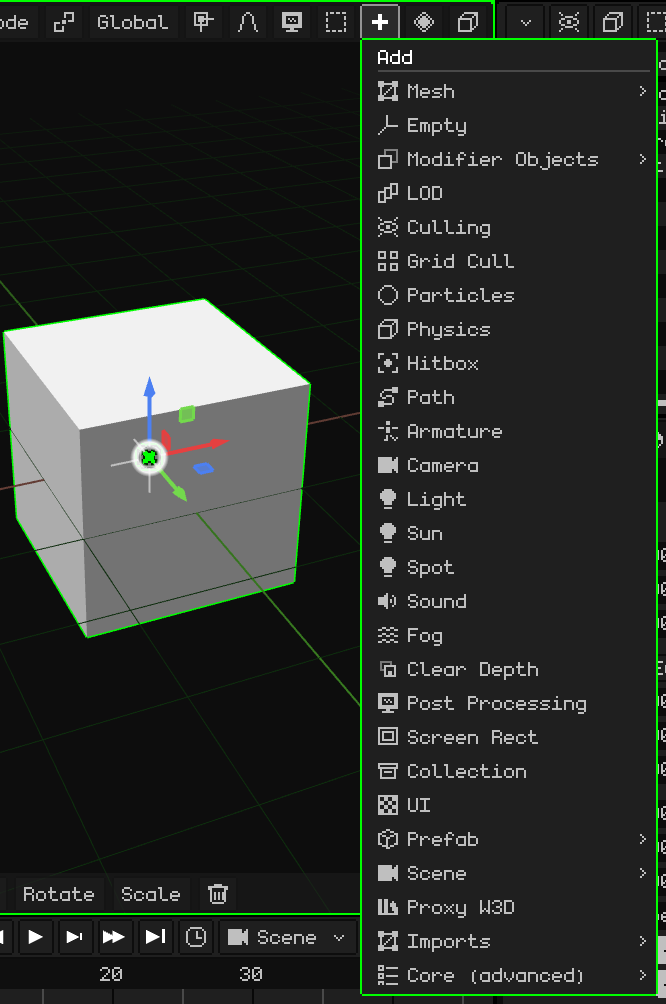 ode Global
Add
Mesh
Empty
Modifier Objects
LOD
Culling
Grid Cull
Particles
Physics
Hitbox
Path
Armature
Camera
Light
Sun
Spot
Sound
Fog
Clear Depth
Post Processing
Screen Rect
Collection
UI
Prefab
Scene
Proxy W3D
Imports
Core (advanced)
Rotate Scale
Scene
20 30